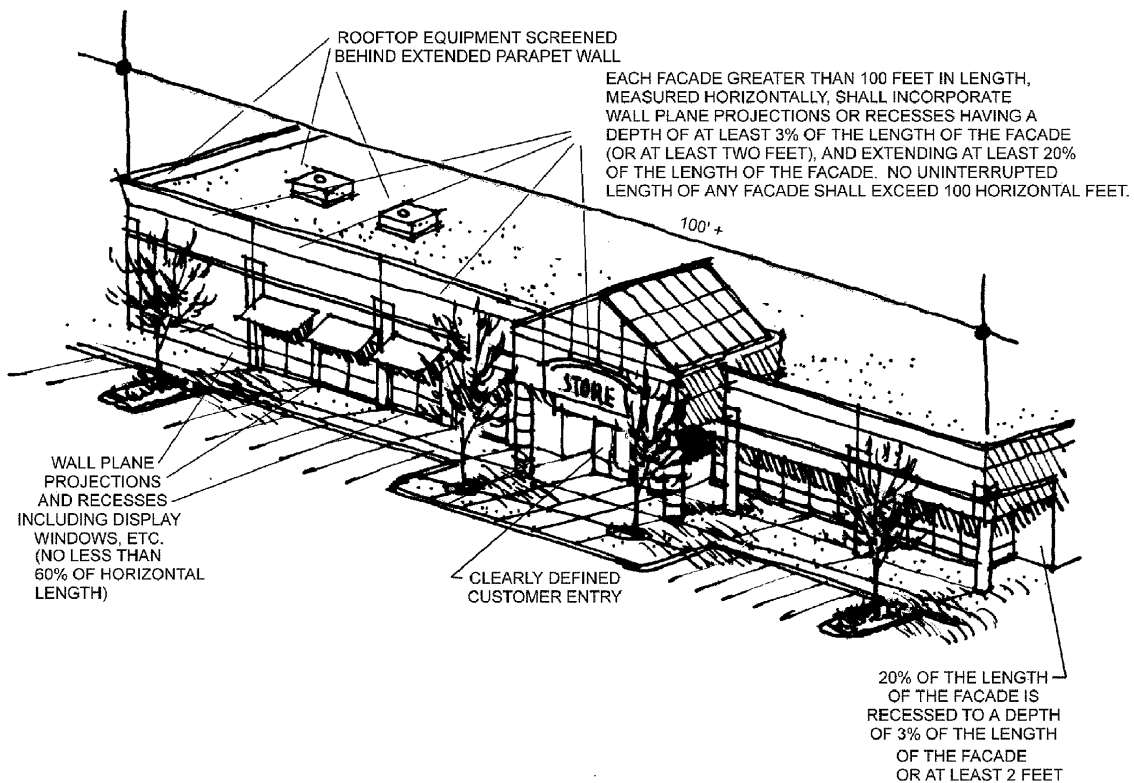 ROOFTOP EQUIPMENT SCREENED
BEHIND EXTENDED PARAPET WALL
EACH FACADE GREATER THAN 100 FEET IN LENGTH,
MEASURED HORIZONTALLY, SHALL INCORPORATE
WALL PLANE PROJECTIONS OR RECESSES HAVING A
DEPTH OF AT LEAST 3% OF THE LENGTH OF THE FACADE
(OR AT LEAST TWO FEET), AND EXTENDING AT LEAST 20%
OF THE LENGTH OF THE FACADE. NO UNINTERRUPTED
LENGTH OF ANY FACADE SHALL EXCEED 100 HORIZONTAL FEET.
100' +
STORE
WALL PLANE
PROJECTIONS
AND RECESSES
INCLUDING DISPLAY
WINDOWS, ETC.
(NO LESS THAN
60% OF HORIZONTAL
LENGTH)
CLEARLY DEFINED
CUSTOMER ENTRY
20% OF THE LENGTH
OF THE FACADE IS
RECESSED TO A DEPTH
OF 3% OF THE LENGTH
OF THE FACADE
OR AT LEAST 2 FEET